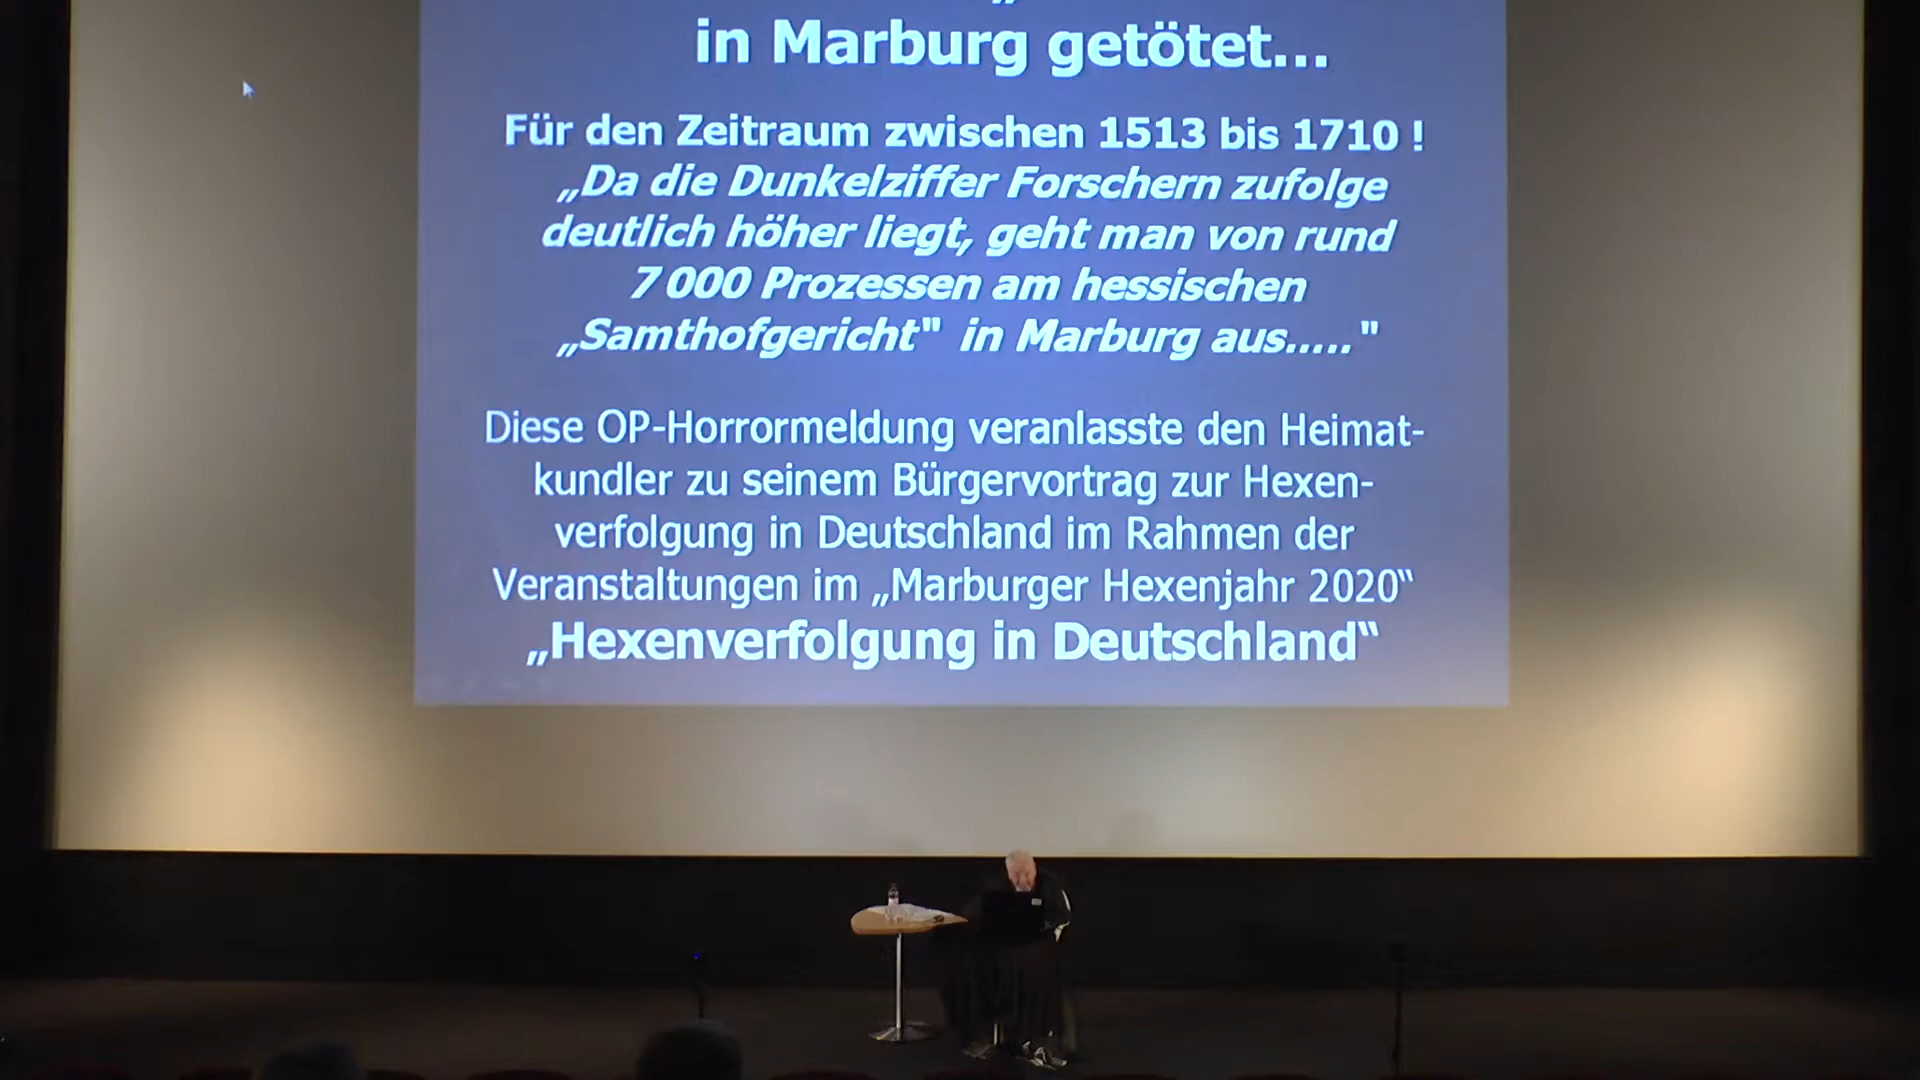 in Marburg getötet...
Für den Zeitraum zwischen 1513 bis 1710 !
„Da die Dunkelziffer Forschern zufolge
deutlich höher liegt, geht man von rund
7 000 Prozessen am hessischen
„Samthofgericht" in Marburg aus....."
Diese OP-Horrormeldung veranlasste den Heimat-
kundler zu seinem Bürgervortrag zur Hexen-
verfolgung in Deutschland im Rahmen der
Veranstaltungen im „Marburger Hexenjahr 2020“
„Hexenverfolgung in Deutschland“